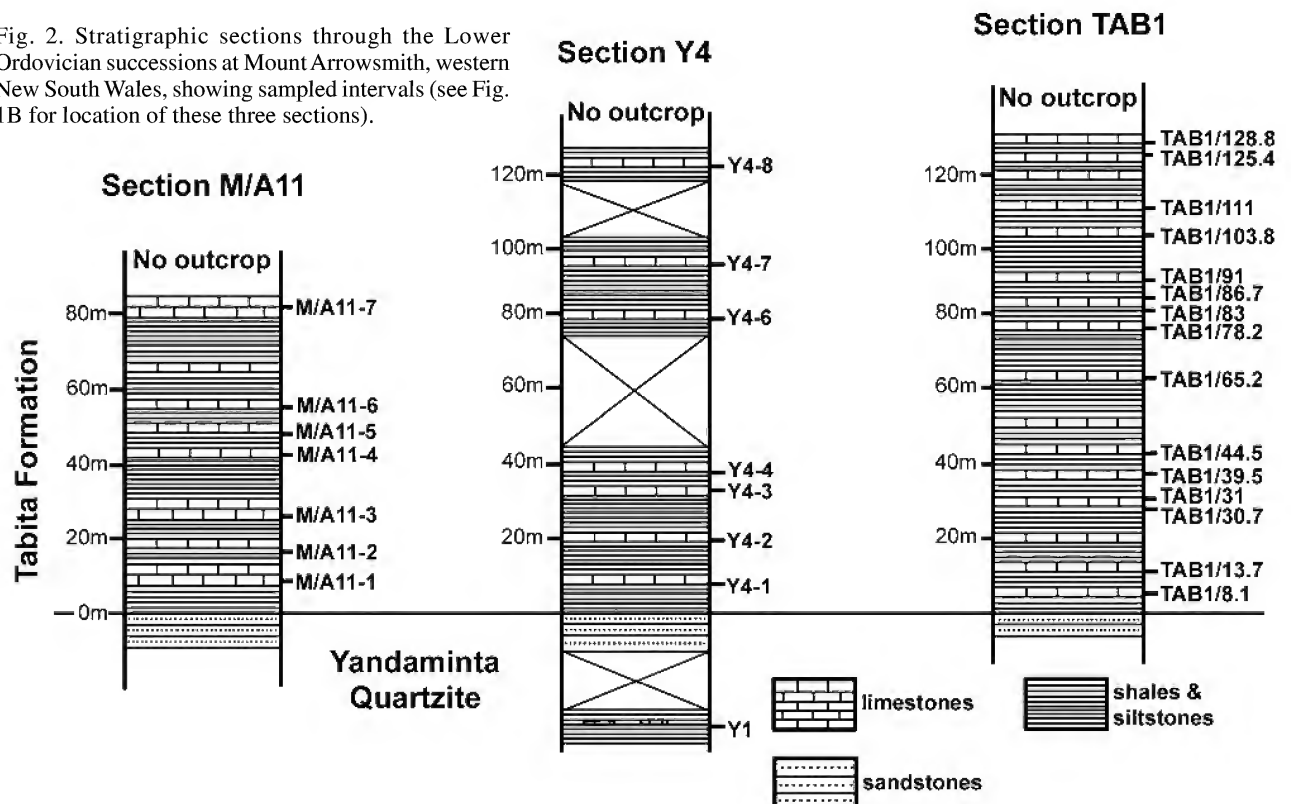 Fig. 2. Stratigraphic sections through the Lower
Ordovician successions at Mount Arrowsmith, western
New South Wales, showing sampled intervals (see Fig.
1B for location of these three sections).
Section M/A11
No outcrop
80m
60m
40m
20m
0m
M/A11-7
M/A11-6
M/A11-5
M/A11-4
M/A11-3
M/A11-2
M/A11-1
Tabita Formation
Section Y4
No outcrop
120m
100m
80m
60m
40m
20m
Y4-8
Y4-7
Y4-6
Y4-4
Y4-3
Y4-2
Y4-1
Y1
Yandaminta
Quartzite
Section TAB1
No outcrop
120m
100m
80m
60m
40m
20m
TAB1/128.8
TAB1/125.4
TAB1/111
TAB1/103.8
TAB1/91
TAB1/86.7
TAB1/83
TAB1/78.2
TAB1/65.2
TAB1/44.5
TAB1/39.5
TAB1/31
TAB1/30.7
TAB1/13.7
TAB1/8.1
limestones
shales &
siltstones
sandstones